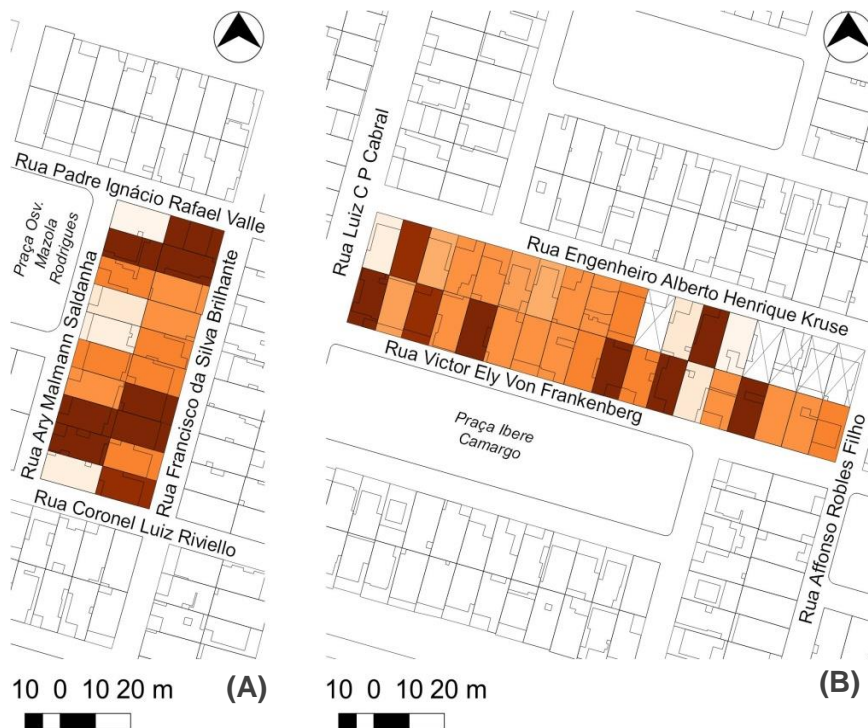 Rua Padre Ignácio Rafael Valle
Praça Osv.
Mazola
Rodrigues
Rua Ary Malmann Saldanha
Rua Francisco da Silva Brilhante
Rua Coronel Luiz Riviello
10 0 10 20 m
(A)
Rua Luiz C P Cabral
Rua Engenheiro Alberto Henrique Kruse
Rua Victor Ely Von Frankenberg
Praça Ibere
Camargo
Rua Affonso Robles Filho
10 0 10 20 m
(B)